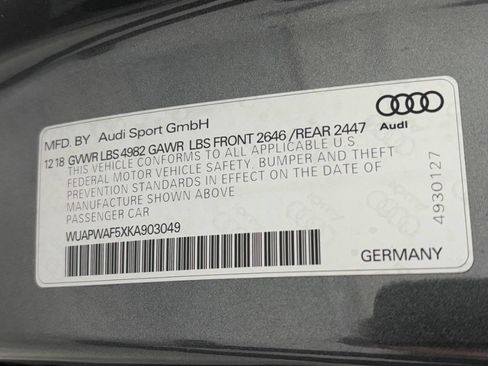 MFD. BY Audi Sport GmbH
12 18 GVWR LBS 4982 GAWR LBS FRONT 2646 /REAR 2447
THIS VEHICLE CONFORMS TO ALL APPLICABLE U.S
FEDERAL MOTOR VEHICLE SAFETY, BUMPER AND THEFT
PREVENTION STANDARDS IN EFFECT ON THE DATE OF
MANUFACTURE SHOWN ABOVE
PASSENGER CAR
WUAPWAF5XKA903049
Audi
4930127
GERMANY